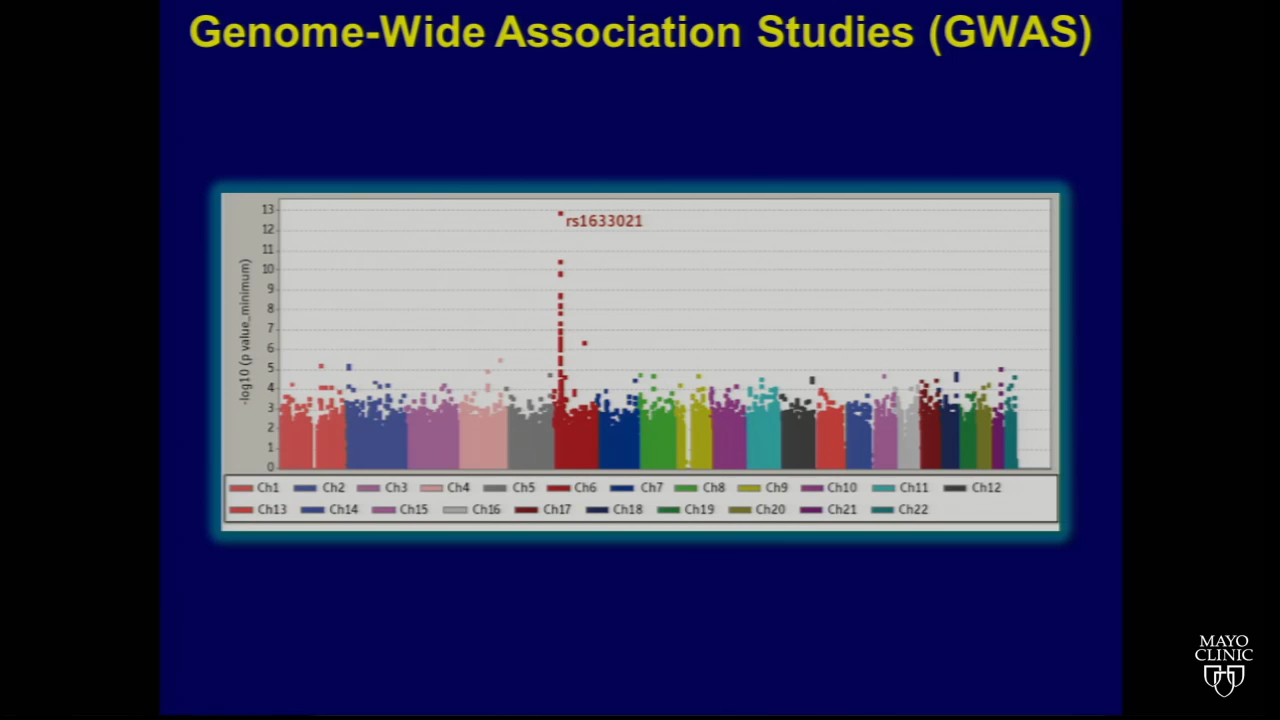 Genome-Wide Association Studies (GWAS)
13
rs1633021
12
11
10
9
8
7
6
5
4
3
2
1
0
-log10 (p value_minimum)
Ch1 Ch2 Ch3 Ch4 Ch5 Ch6 Ch7 Ch8 Ch9 Ch10 Ch11 Ch12
Ch13 Ch14 Ch15 Ch16 Ch17 Ch18 Ch19 Ch20 Ch21 Ch22
MAYO
CLINIC